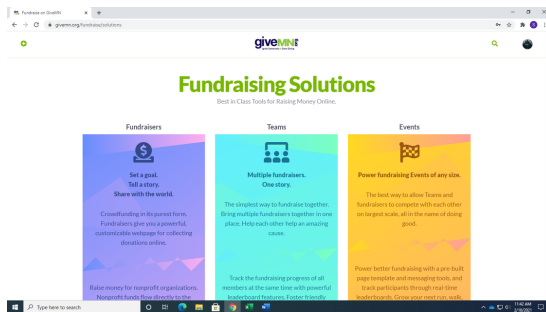 Fundraise on GiveMN
givemn.org/fundraise/solutions
giveMN
Fundraising Solutions
Best in Class Tools for Raising Money Online.
Fundraisers
Set a goal.
Tell a story.
Share with the world.
Crowdfunding in its purest form.
Fundraisers give you a powerful,
customizable webpage for collecting
donations online.
Raise money for nonprofit organizations.
Nonprofit funds flow directly to the
Teams
Multiple fundraisers.
One story.
The simplest way to fundraise together.
Bring multiple fundraisers together in one
place. Help each other help an amazing
cause.
Track the fundraising progress of all
members at the same time with powerful
leaderboard features. Foster friendly
Events
Power fundraising Events of any size.
The best way to allow Teams and
fundraisers to compete with each other
on largest scale, all in the name of doing
good.
Power better fundraising with a pre-built
page template and messaging tools, and
track participants through real-time
leaderboards. Grow your next run, walk,
Type here to search
11:42 AM